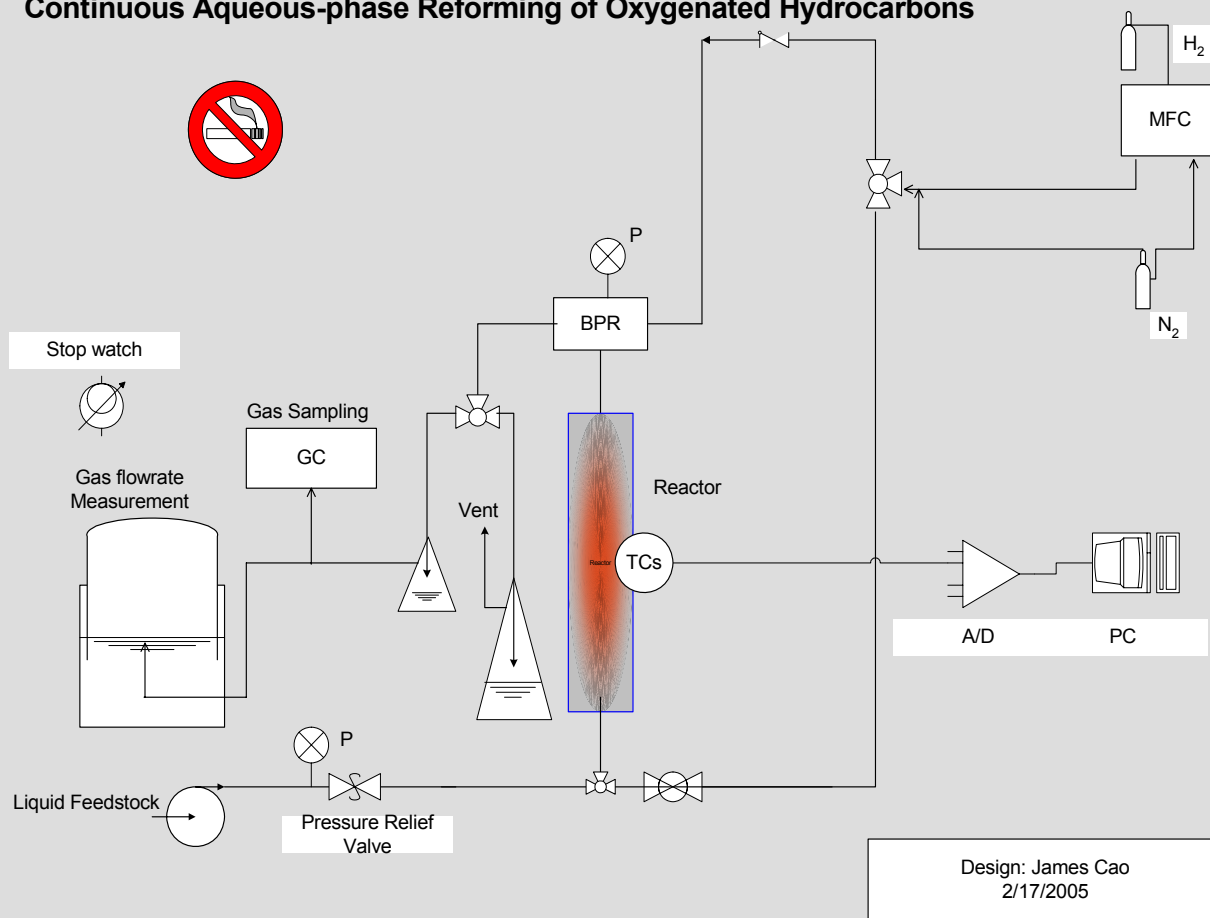 Continuous Aqueous-phase Reforming of Oxygenated Hydrocarbons
H2
MFC
P
BPR
N2
Stop watch
Gas Sampling
GC
Gas flowrate
Measurement
Vent
Reactor
Reactor
TCs
A/D
PC
P
Liquid Feedstock
Pressure Relief
Valve
Design: James Cao
2/17/2005